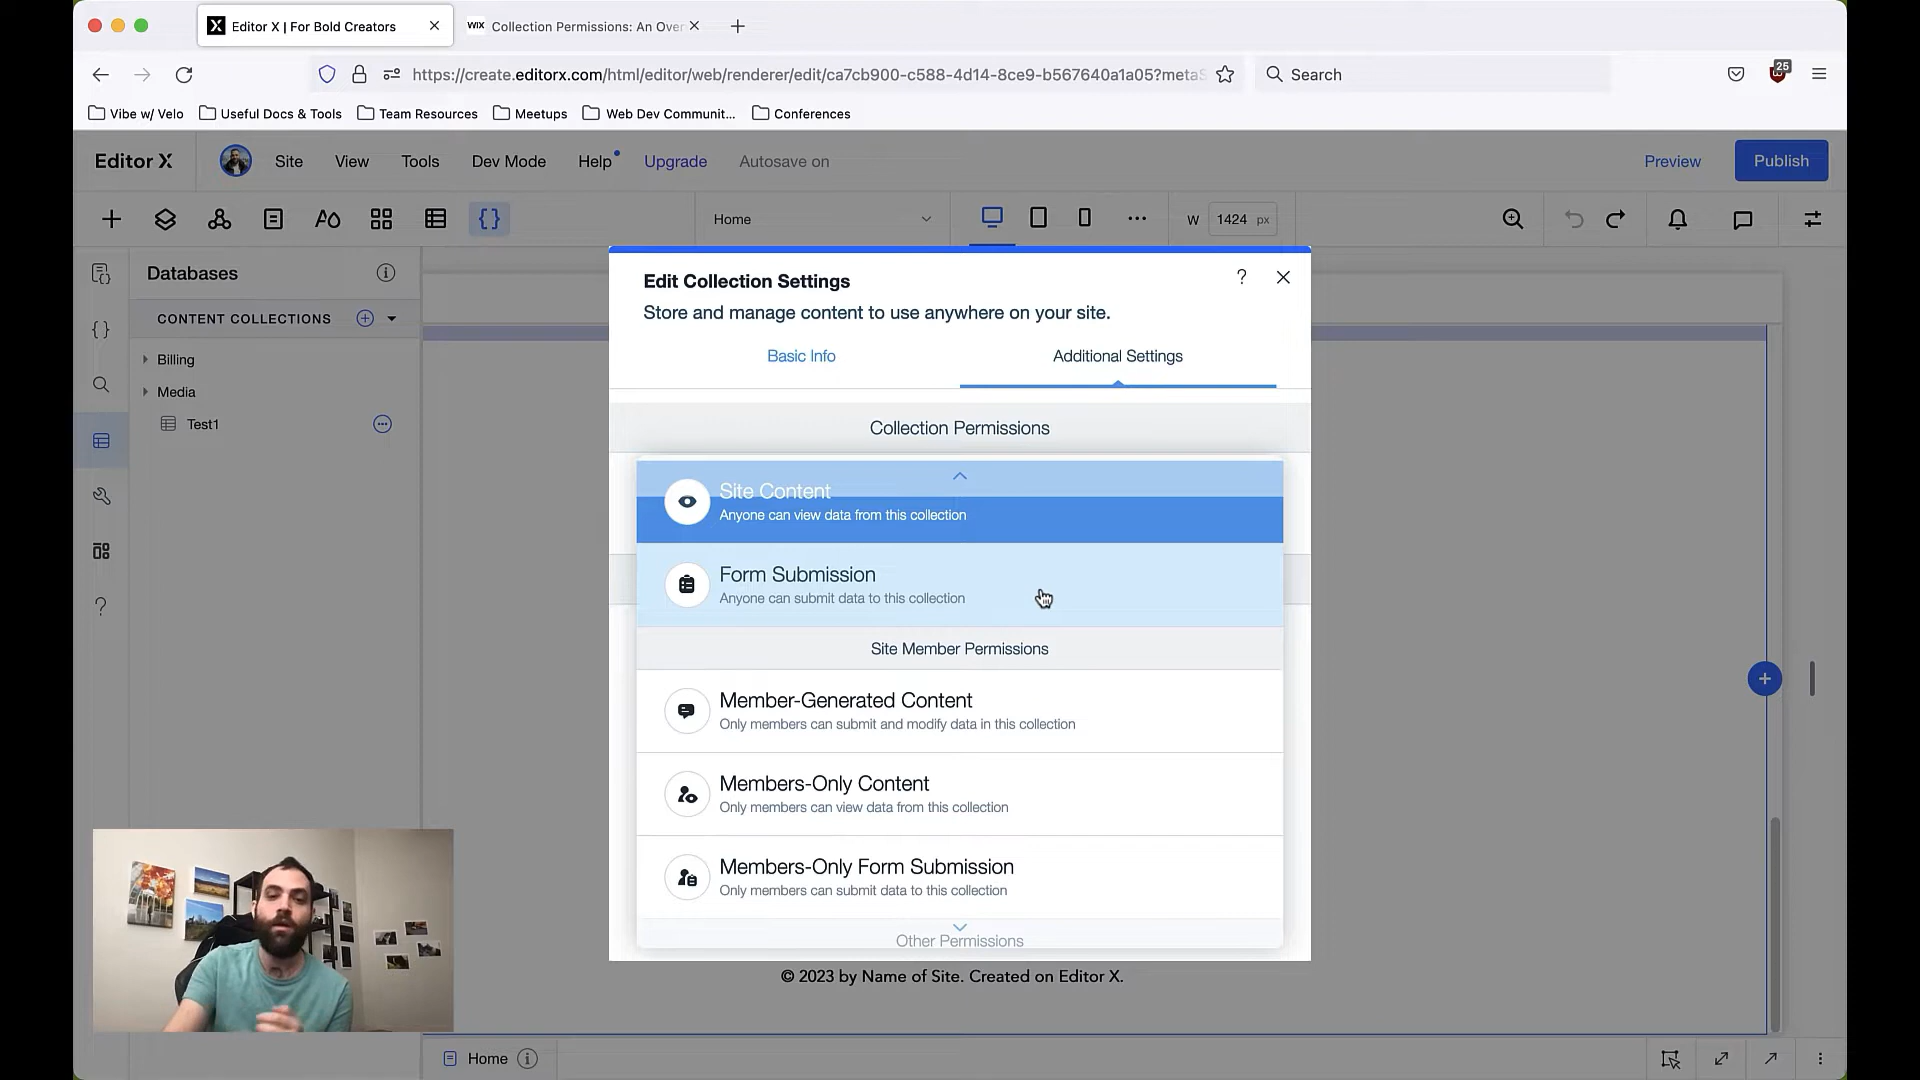 Editor X | For Bold Creators
WIX Collection Permissions: An Over
https://create.editorx.com/html/editor/web/renderer/edit/ca7cb900-c588-4d14-8ce9-b567640a1a05?metaS
Search
25
Vibe w/ Velo
Useful Docs & Tools
Team Resources
Meetups
Web Dev Communit...
Conferences
Editor X
Site
View
Tools
Dev Mode
Help
Upgrade
Autosave on
Preview
Publish
Home
W 1424 px
Databases
CONTENT COLLECTIONS
Billing
Media
Test1
Edit Collection Settings
?
Store and manage content to use anywhere on your site.
Basic Info
Additional Settings
Collection Permissions
Site Content
Anyone can view data from this collection
Form Submission
Anyone can submit data to this collection
Site Member Permissions
Member-Generated Content
Only members can submit and modify data in this collection
Members-Only Content
Only members can view data from this collection
Members-Only Form Submission
Only members can submit data to this collection
Other Permissions
© 2023 by Name of Site. Created on Editor X.
Home